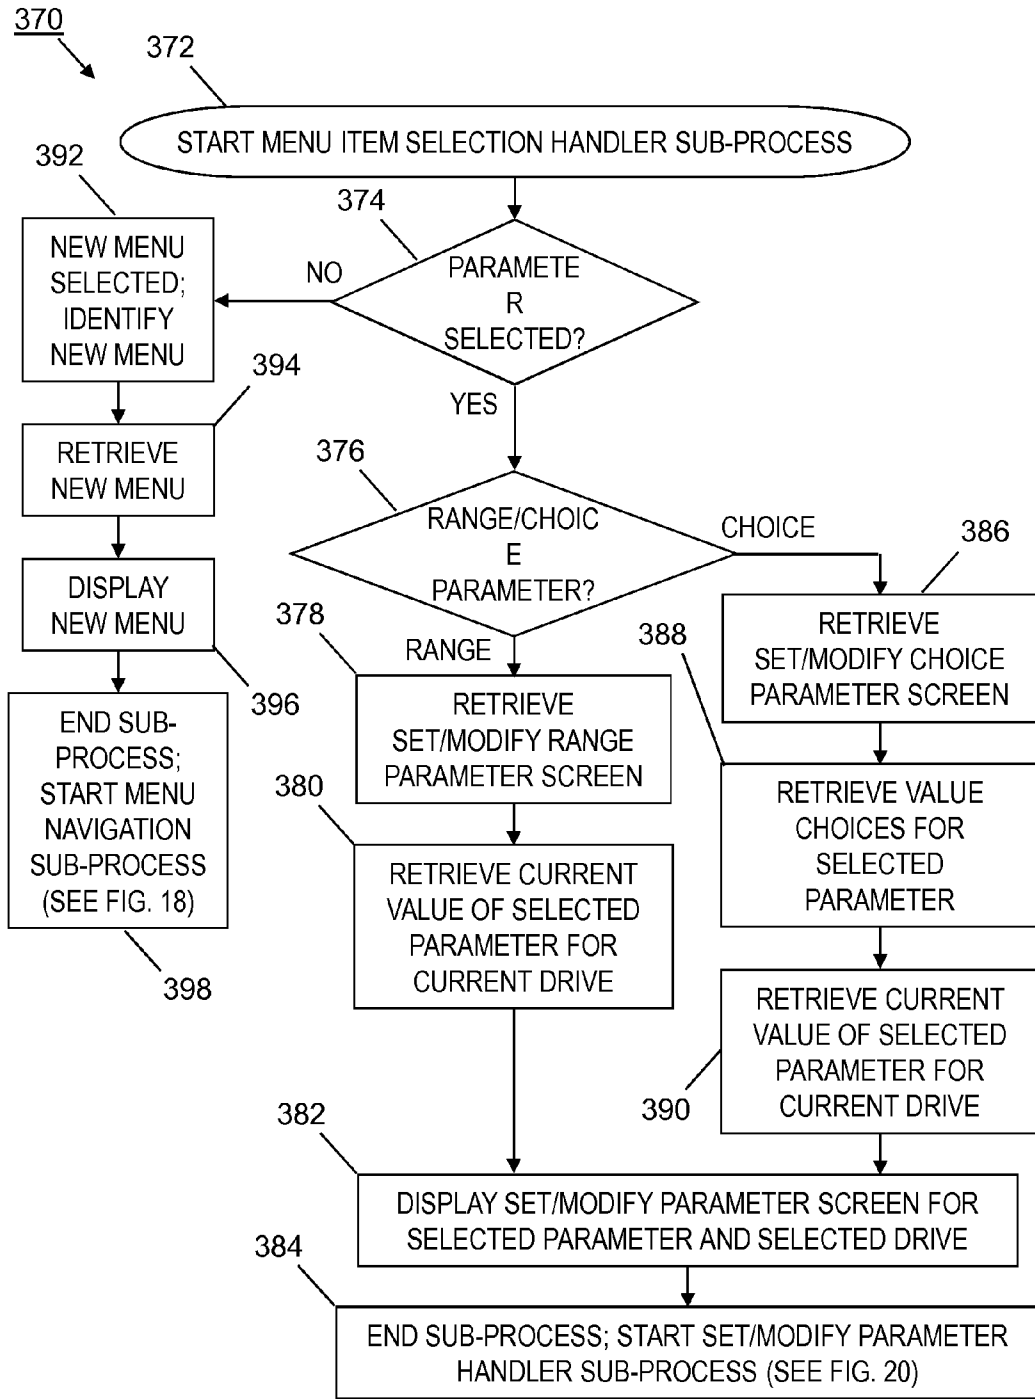 370
372
START MENU ITEM SELECTION HANDLER SUB-PROCESS
392
374
NEW MENU
SELECTED;
IDENTIFY
NEW MENU
NO
PARAMETE
R
SELECTED?
394
YES
RETRIEVE
NEW MENU
376
RANGE/CHOIC
E
PARAMETER?
CHOICE
386
DISPLAY
NEW MENU
378
RANGE
388
RETRIEVE
SET/MODIFY CHOICE
PARAMETER SCREEN
396
END SUB-
PROCESS;
START MENU
NAVIGATION
SUB-PROCESS
(SEE FIG. 18)
RETRIEVE
SET/MODIFY RANGE
PARAMETER SCREEN
380
RETRIEVE VALUE
CHOICES FOR
SELECTED
PARAMETER
RETRIEVE CURRENT
VALUE OF SELECTED
PARAMETER FOR
CURRENT DRIVE
398
RETRIEVE CURRENT
VALUE OF SELECTED
PARAMETER FOR
CURRENT DRIVE
390
382
DISPLAY SET/MODIFY PARAMETER SCREEN FOR
SELECTED PARAMETER AND SELECTED DRIVE
384
END SUB-PROCESS; START SET/MODIFY PARAMETER
HANDLER SUB-PROCESS (SEE FIG. 20)